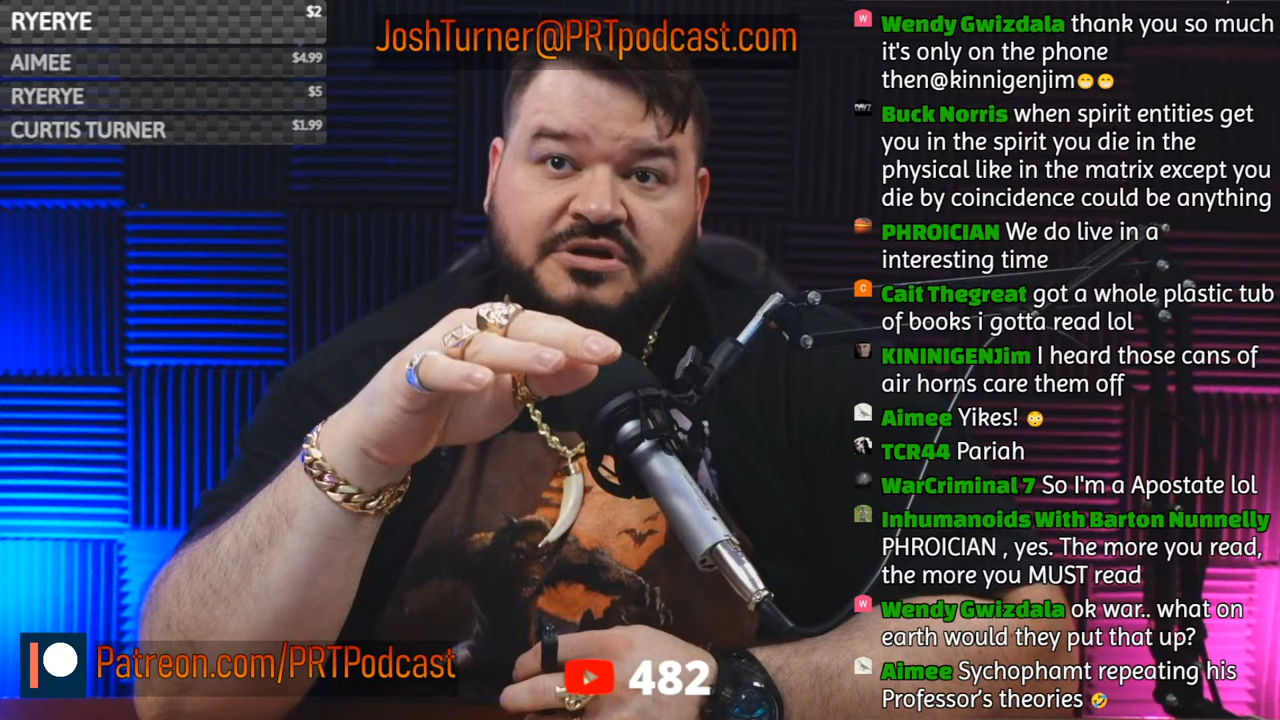 RYERYE $2
AIMEE $4.99
RYERYE $5
CURTIS TURNER $1.99
JoshTurner@PRTpodcast.com
Wendy Gwizdala thank you so much
it's only on the phone
then@kinnigenjim😁😁
Buck Norris when spirit entities get
you in the spirit you die in the
physical like in the matrix except you
die by coincidence could be anything
PHROICIAN We do live in a
interesting time
Cait Thegreat got a whole plastic tub
of books i gotta read lol
KININIGENJim I heard those cans of
air horns care them off
Aimee Yikes! 😳
TCR44 Pariah
WarCriminal 7 So I'm a Apostate lol
Inhumanoids With Barton Nunnelly
PHROICIAN , yes. The more you read,
the more you MUST read
Wendy Gwizdala ok war.. what on
earth would they put that up?
Aimee Sychophamt repeating his
Professor's theories 🤣
Patreon.com/PRTPodcast
482